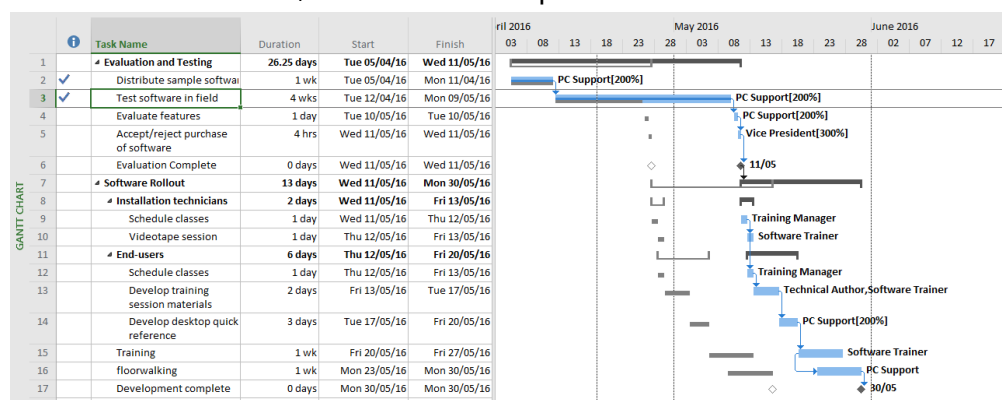 ril 2016 May 2016 June 2016
Task Name Duration Start Finish 03 08 13 18 23 28 03 08 13 18 23 28 02 07 12 17
1 Evaluation and Testing 26.25 days Tue 05/04/16 Wed 11/05/16
2 Distribute sample softwar 1 wk Tue 05/04/16 Mon 11/04/16 PC Support[200%]
3 Test software in field 4 wks Tue 12/04/16 Mon 09/05/16 PC Support[200%]
4 Evaluate features 1 day Tue 10/05/16 Tue 10/05/16 PC Support[200%]
5 Accept/reject purchase 4 hrs Wed 11/05/16 Wed 11/05/16 Vice President[300%]
of software
6 Evaluation Complete 0 days Wed 11/05/16 Wed 11/05/16 11/05
7 Software Rollout 13 days Wed 11/05/16 Mon 30/05/16
8 Installation technicians 2 days Wed 11/05/16 Fri 13/05/16
9 Schedule classes 1 day Wed 11/05/16 Thu 12/05/16 Training Manager
10 Videotape session 1 day Thu 12/05/16 Fri 13/05/16 Software Trainer
11 End-users 6 days Thu 12/05/16 Fri 20/05/16
12 Schedule classes 1 day Thu 12/05/16 Fri 13/05/16 Training Manager
13 Develop training 2 days Fri 13/05/16 Tue 17/05/16 Technical Author,Software Trainer
session materials
14 Develop desktop quick 3 days Tue 17/05/16 Fri 20/05/16 PC Support[200%]
reference
15 Training 1 wk Fri 20/05/16 Fri 27/05/16 Software Trainer
16 floorwalking 1 wk Mon 23/05/16 Mon 30/05/16 PC Support
17 Development complete 0 days Mon 30/05/16 Mon 30/05/16 30/05
GANTT CHART